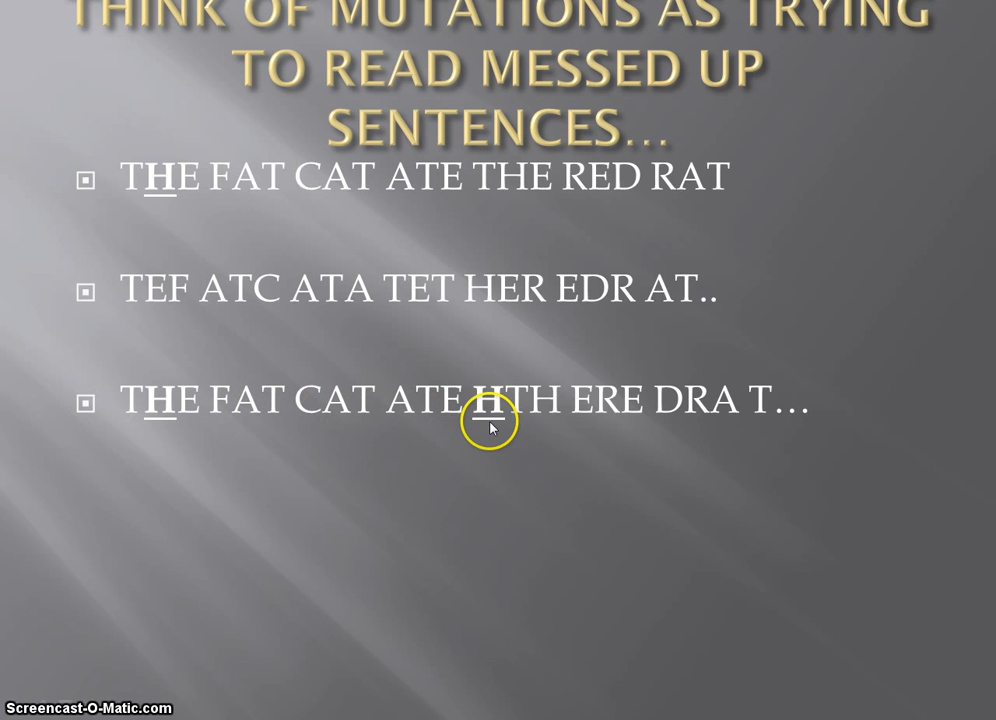 THINK OF MUTATIONS AS TRYING
TO READ MESSED UP
SENTENCES...
THE FAT CAT ATE THE RED RAT
TEF ATC ATA TET HER EDR AT..
THE FAT CAT ATE HTH ERE DRA T...
Screencast-O-Matic.com